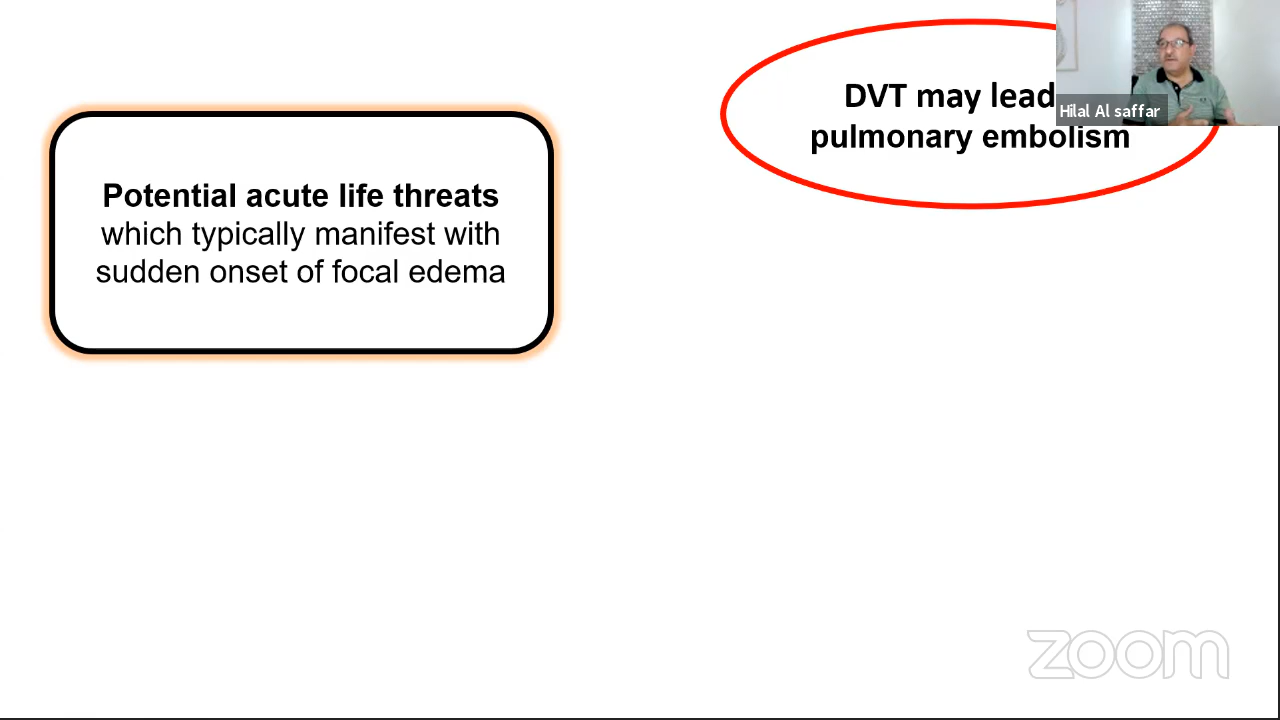 DVT may lead
pulmonary embolism
Hilal Al saffar
Potential acute life threats
which typically manifest with
sudden onset of focal edema
zoom